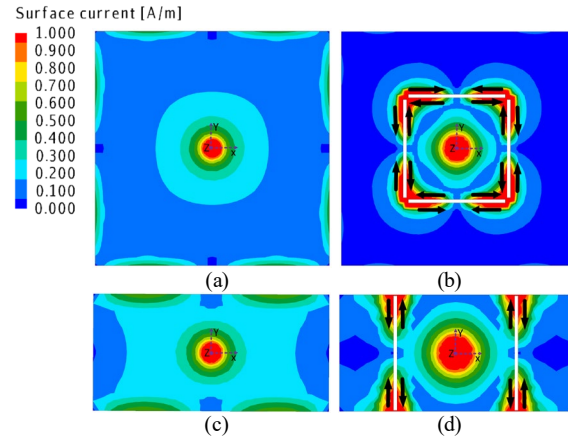 Surface current [A/m]
1.000
0.900
0.800
0.700
0.600
0.500
0.400
0.300
0.200
0.100
0.000
Y
Z X
(a)
Y
Z X
(b)
Y
Z X
(c)
Y
Z X
(d)